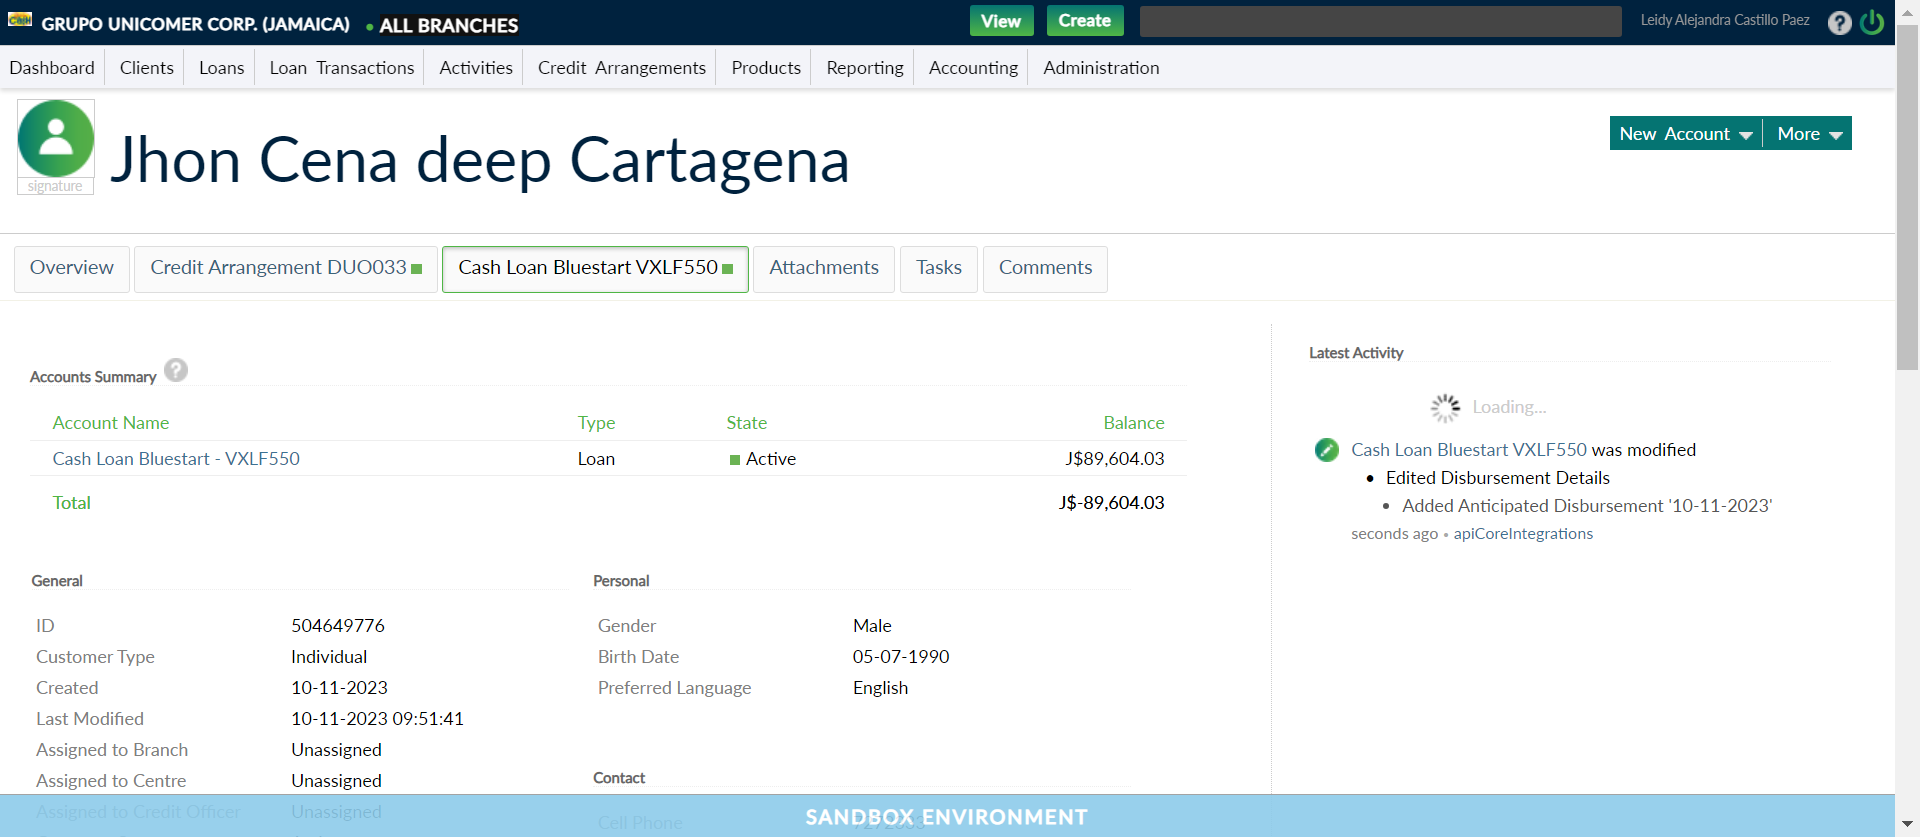 Cash GRUPO UNICOMER CORP. (JAMAICA) • ALL BRANCHES View Create Leidy Alejandra Castillo Paez ?
Dashboard Clients Loans Loan Transactions Activities Credit Arrangements Products Reporting Accounting Administration
Jhon Cena deep Cartagena
signature
New Account More
Overview Credit Arrangement DUO033 Cash Loan Bluestart VXLF550 Attachments Tasks Comments
Accounts Summary ?
Account Name Type State Balance
Cash Loan Bluestart - VXLF550 Loan Active J$89,604.03
Total J$-89,604.03
General
ID 504649776
Customer Type Individual
Created 10-11-2023
Last Modified 10-11-2023 09:51:41
Assigned to Branch Unassigned
Assigned to Centre Unassigned
Assigned to Credit Officer Unassigned
Personal
Gender Male
Birth Date 05-07-1990
Preferred Language English
Contact
Cell Phone
Latest Activity
Loading...
Cash Loan Bluestart VXLF550 was modified
• Edited Disbursement Details
• Added Anticipated Disbursement '10-11-2023'
seconds ago • apiCoreIntegrations
SANDBOX ENVIRONMENT